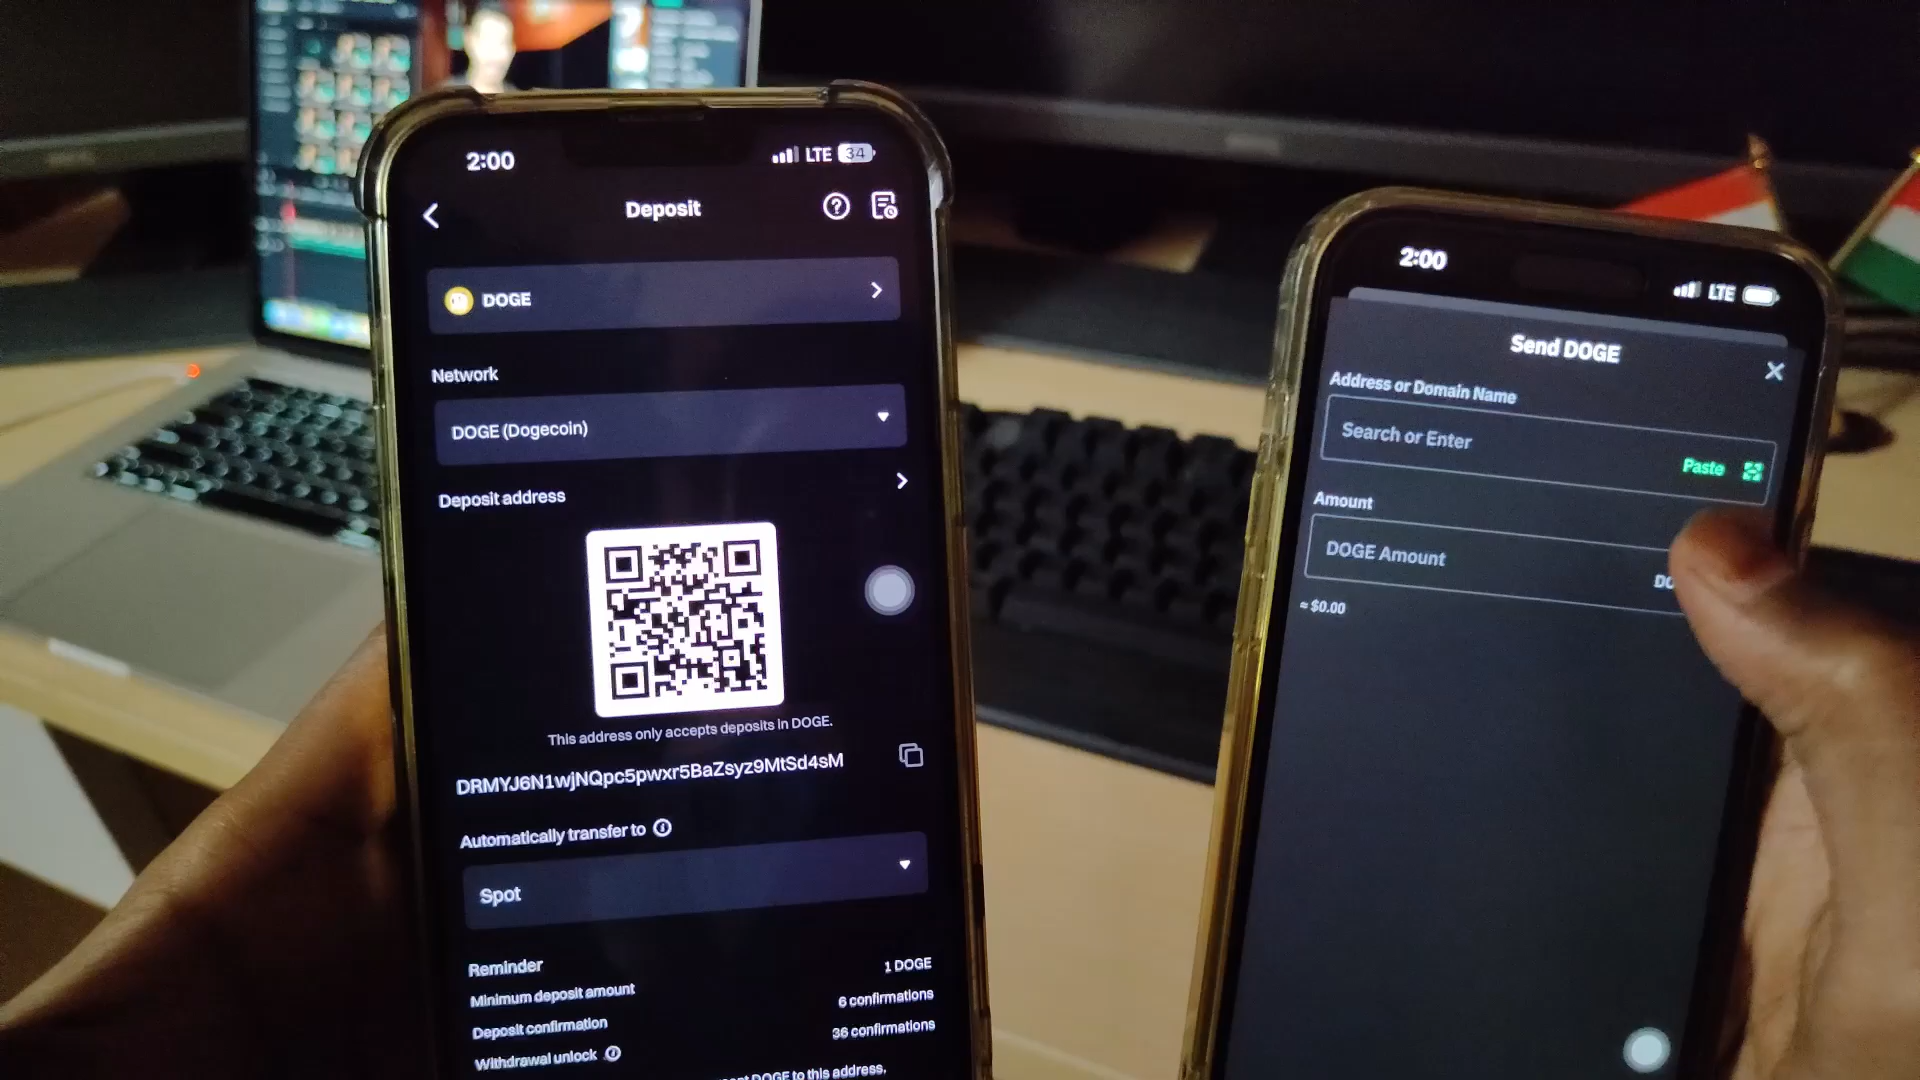 2:00
LTE 34
Deposit
DOGE
Network
DOGE (Dogecoin)
Deposit address
This address only accepts deposits in DOGE.
DRMYJ6N1wjNQpc5pwxr5BaZsyz9MtSd4sM
Automatically transfer to
Spot
Reminder
Minimum deposit amount 1 DOGE
Deposit confirmation 6 confirmations
Withdrawal unlock 36 confirmations
DOGE to this address.
2:00
LTE
Send DOGE
Address or Domain Name
Search or Enter
Paste
Amount
DOGE Amount
≈ $0.00